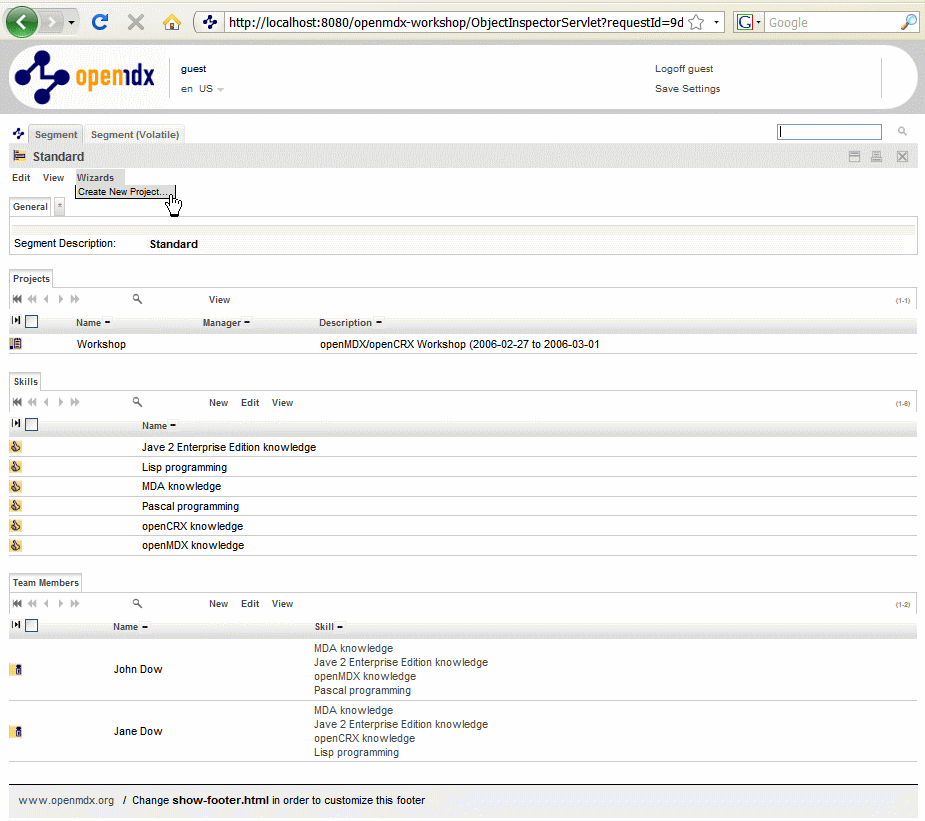 http://localhost:8080/openmdx-workshop/ObjectInspectorServlet?requestId=9d
G Google
openmdx
guest
Logoff guest
en US
Save Settings
Segment Segment (Volatile)
Standard
Edit View Wizards
Create New Project...
General *
Segment Description: Standard
Projects
View (1-1)
Name Manager Description
Workshop openMDX/openCRX Workshop (2006-02-27 to 2006-03-01
Skills
New Edit View (1-6)
Name
Jave 2 Enterprise Edition knowledge
Lisp programming
MDA knowledge
Pascal programming
openCRX knowledge
openMDX knowledge
Team Members
New Edit View (1-2)
Name Skill
MDA knowledge
Jave 2 Enterprise Edition knowledge
John Dow
openMDX knowledge
Pascal programming
MDA knowledge
Jave 2 Enterprise Edition knowledge
Jane Dow
openCRX knowledge
Lisp programming
www.openmdx.org / Change show-footer.html in order to customize this footer